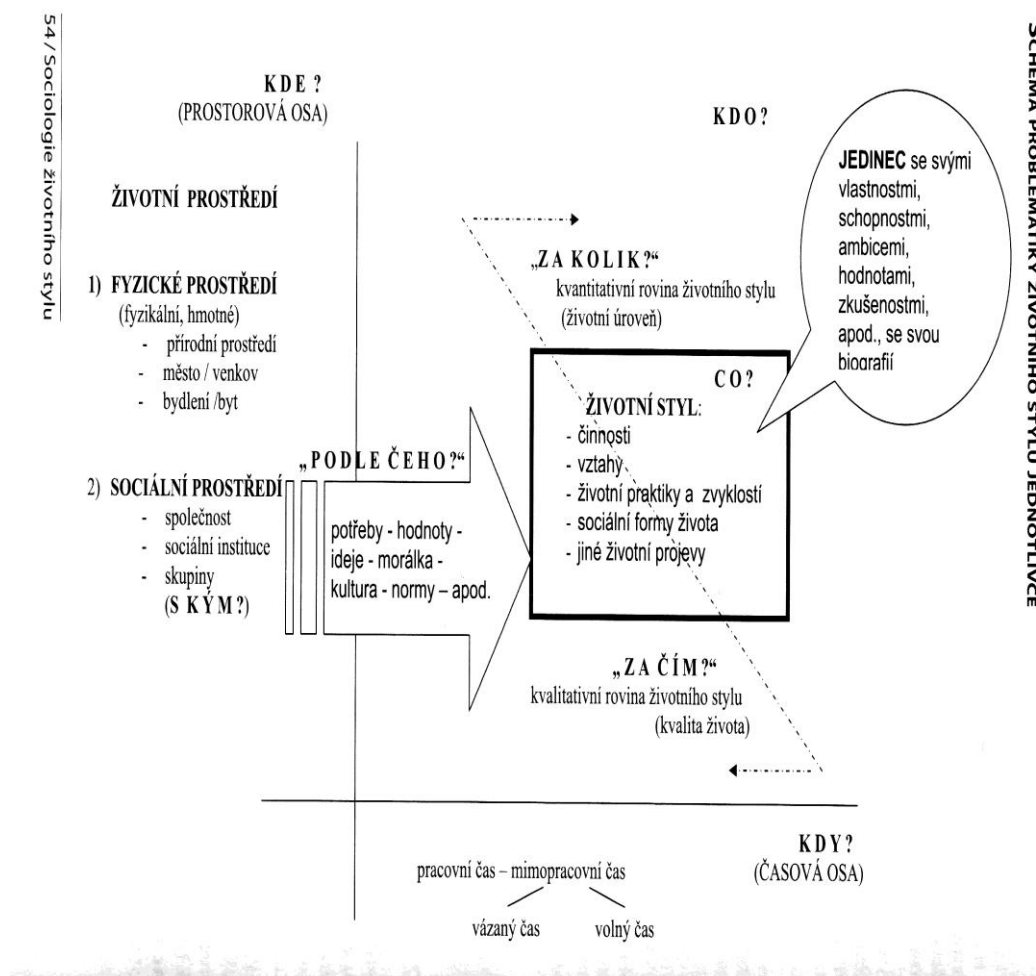 SCHÉMA PROBLEMATIKY ŽIVOTNÍHO STYLU JEDNOTLIVCE
54 / Sociologie životního stylu
KDE?
(PROSTOROVÁ OSA)
KDO?
JEDINEC se svými
vlastnostmi,
schopnostmi,
ambicemi,
hodnotami,
zkušenostmi,
apod., se svou
biografií
ŽIVOTNÍ PROSTŘEDÍ
1) FYZICKÉ PROSTŘEDÍ
(fyzikální, hmotné)
- přírodní prostředí
- město / venkov
- bydlení /byt
2) SOCIÁLNÍ PROSTŘEDÍ
- společnost
- sociální instituce
- skupiny
(S KÝM?)
„PODLE ČEHO?“
potřeby - hodnoty -
ideje - morálka -
kultura - normy – apod.
„ZA KOLIK?“
kvantitativní rovina životního stylu
(životní úroveň)
CO?
ŽIVOTNÍ STYL:
- činnosti
- vztahy
- životní praktiky a zvyklostí
- sociální formy života
- jiné životní projevy
„ZA ČÍM?“
kvalitativní rovina životního stylu
(kvalita života)
KDY?
(ČASOVÁ OSA)
pracovní čas – mimopracovní čas
vázaný čas volný čas